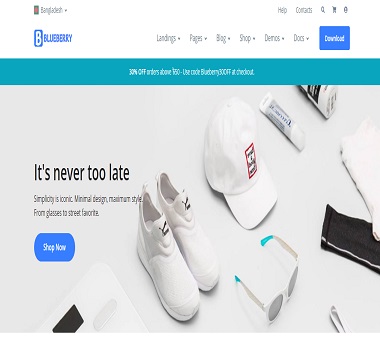 Bangladesh
Help Contacts
BLUEBERRY
Landings Pages Blog Shop Demos Docs Download
30% OFF orders above $50 - Use code Blueberry30OFF at checkout.
It's never too late
Simplicity is iconic. Minimal design, maximum style.
From glasses to street favorite.
Shop Now